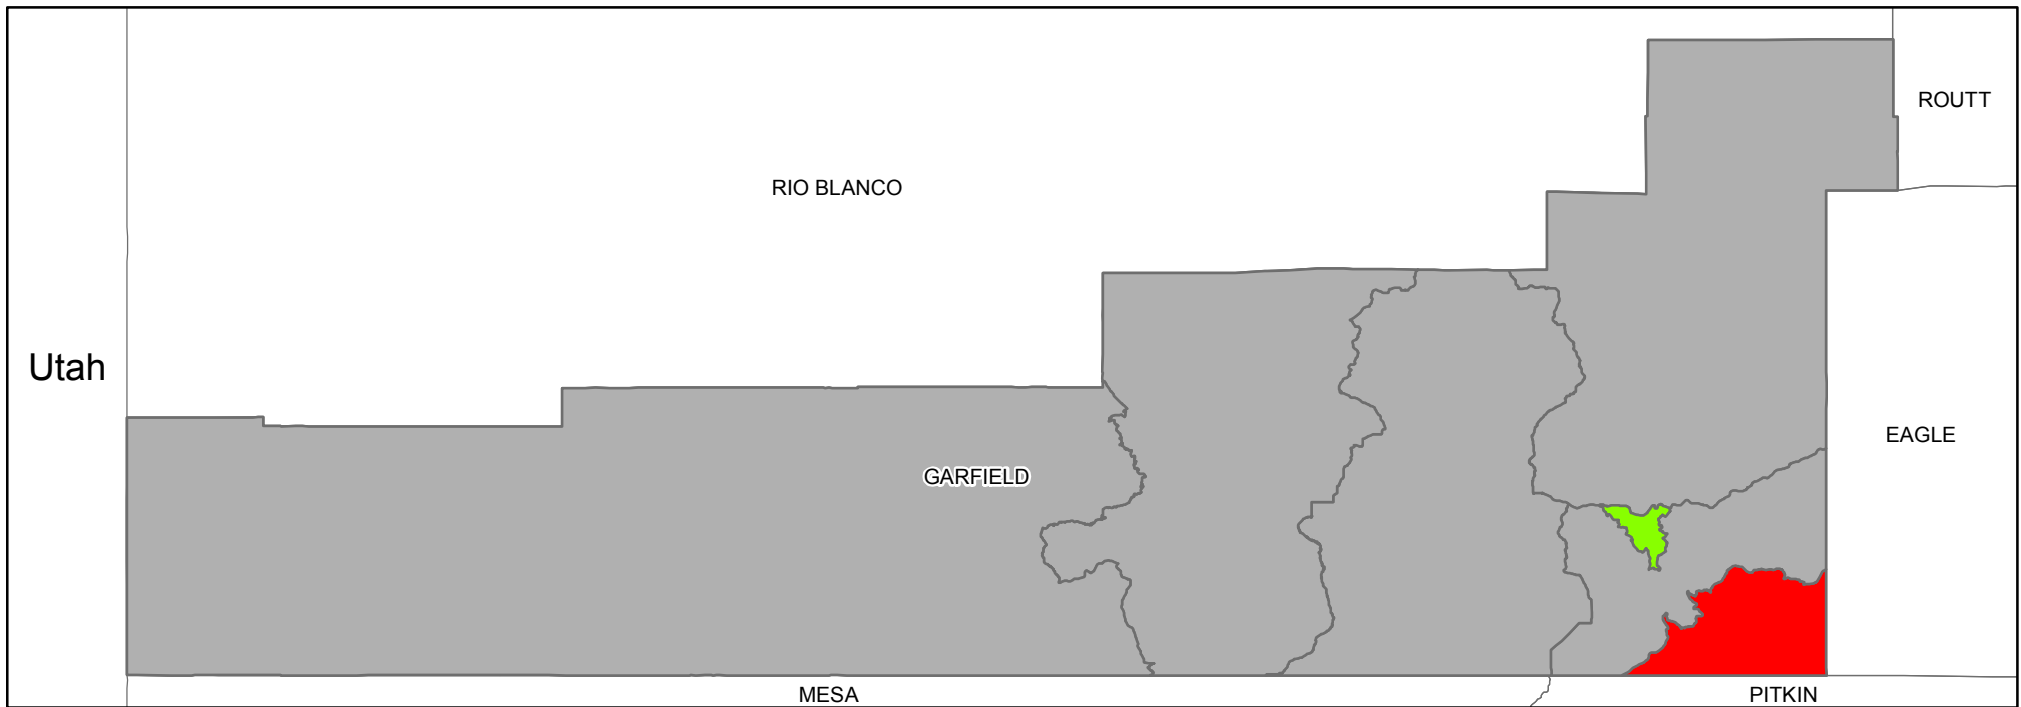 ROUTT
RIO BLANCO
Utah
EAGLE
GARFIELD
MESA
PITKIN